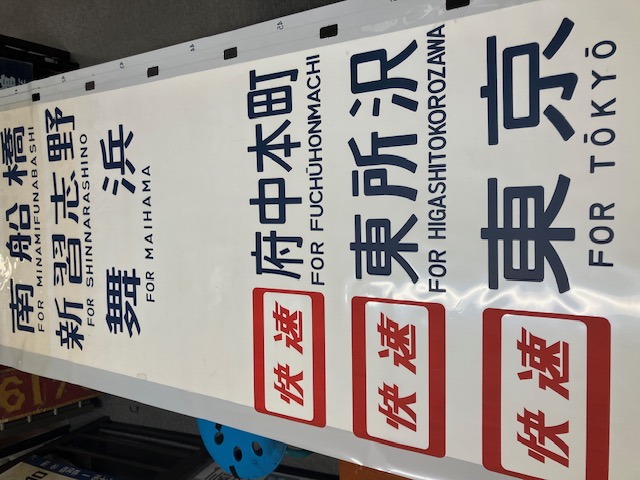 南船橋
FOR MINAMIFUNABASHI
新習志野
FOR SHINNARASHINO
舞浜
FOR MAIHAMA
快速 府中本町
FOR FUCHŪHONMACHI
快速 東所沢
FOR HIGASHITOKOROZAWA
快速 東京
FOR TŌKYŌ